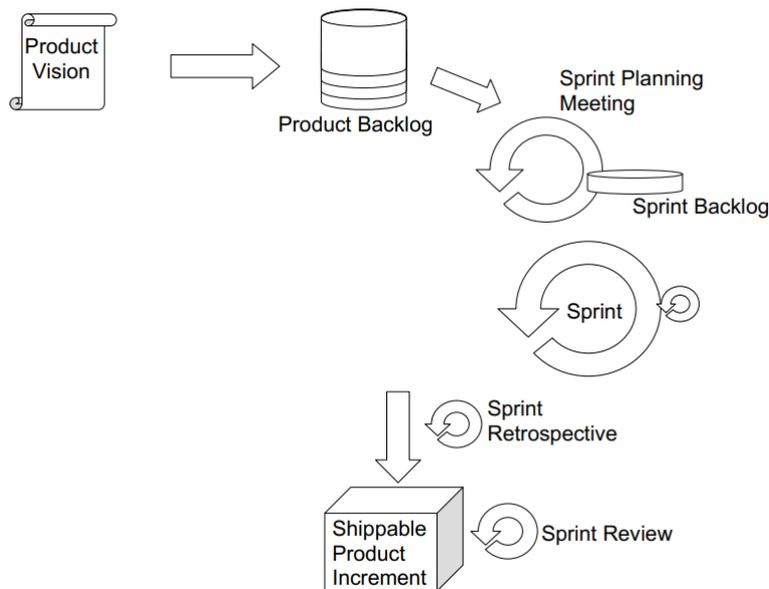 Product
Vision
Product Backlog
Sprint Planning
Meeting
Sprint Backlog
Sprint
Sprint
Retrospective
Shippable
Product
Increment
Sprint Review